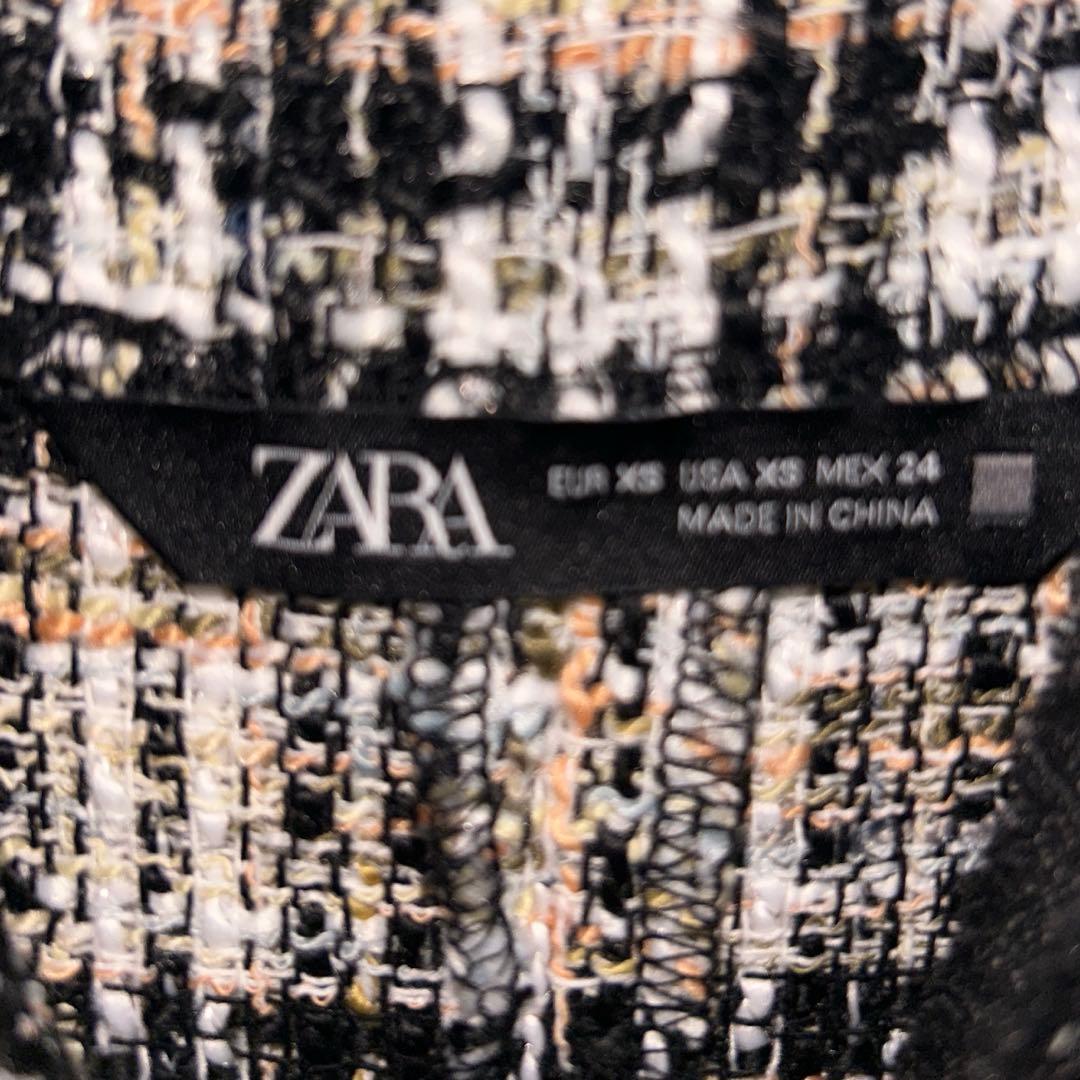 ZARA
EUR XS USA XS MEX 24
MADE IN CHINA